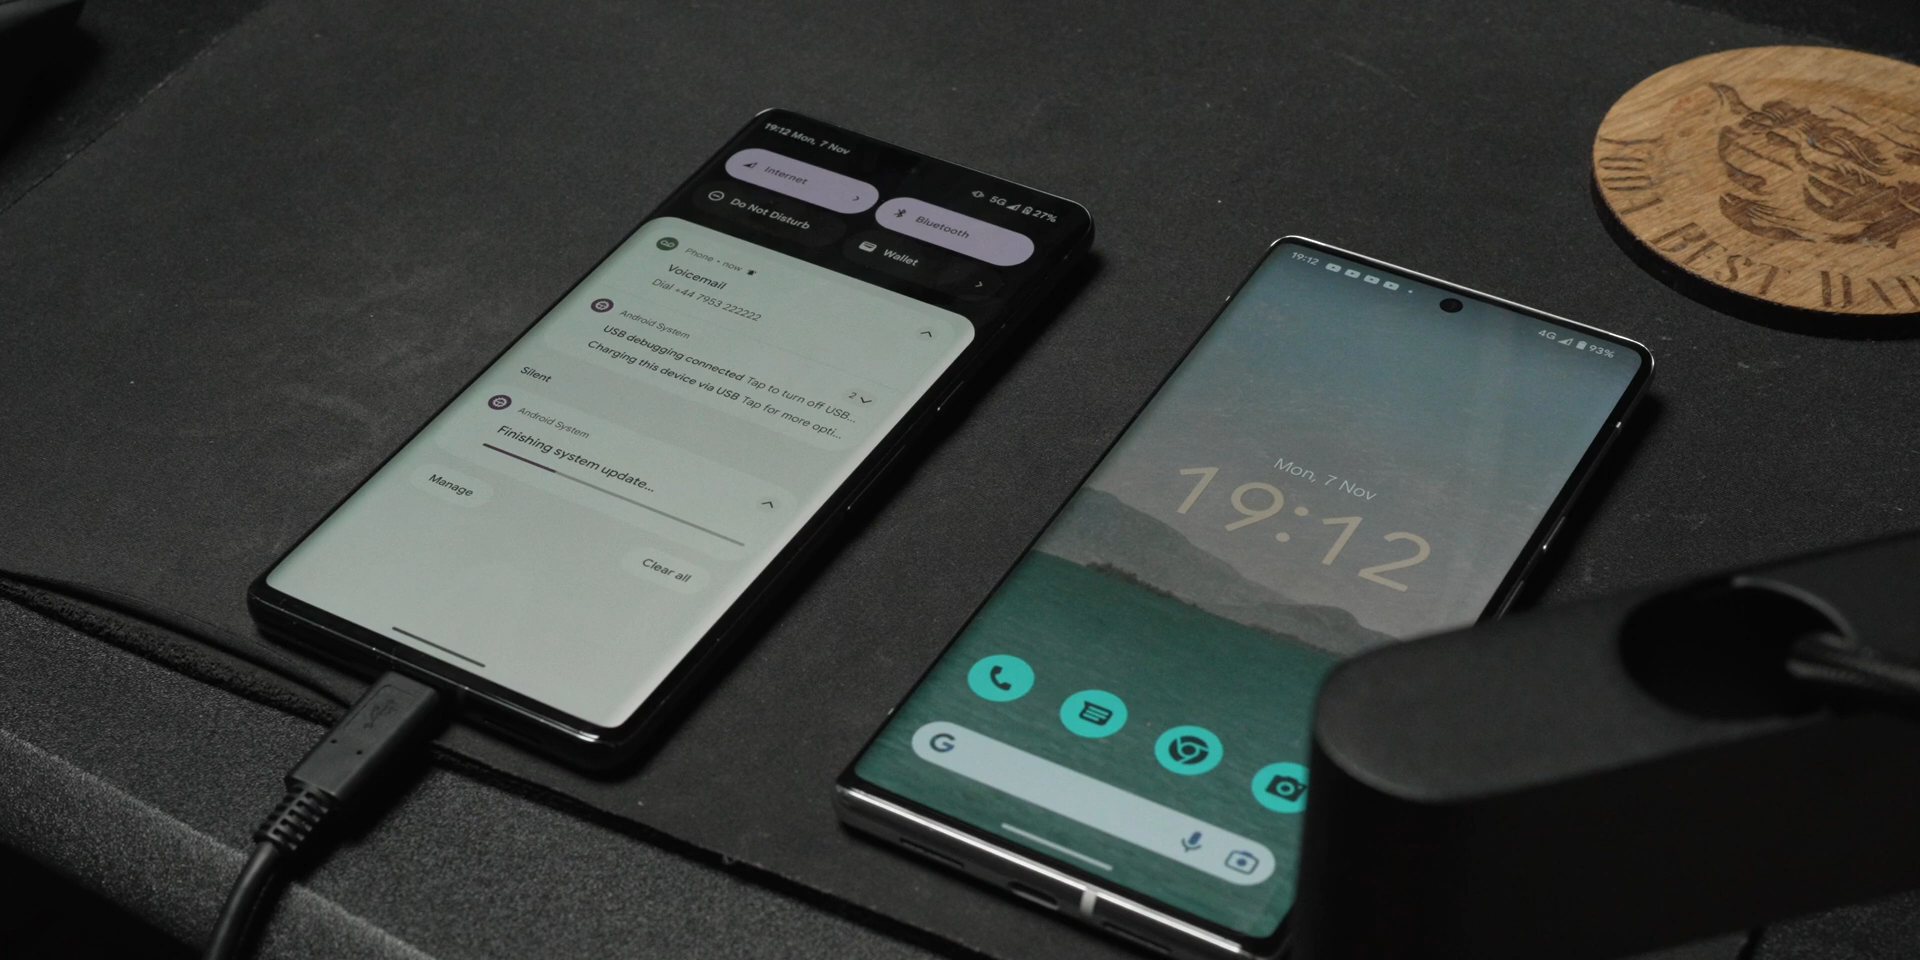 19:12 Mon, 7 Nov
5G 27%
Internet
Bluetooth
Do Not Disturb
Wallet
Phone • now
Voicemail
Dial +44 7953 222222
Android System
USB debugging connected Tap to turn off USB...
Charging this device via USB Tap for more opti...
2
Silent
Android System
Finishing system update...
Manage
Clear all
19:12
4G 93%
Mon, 7 Nov
19:12
G
BEST